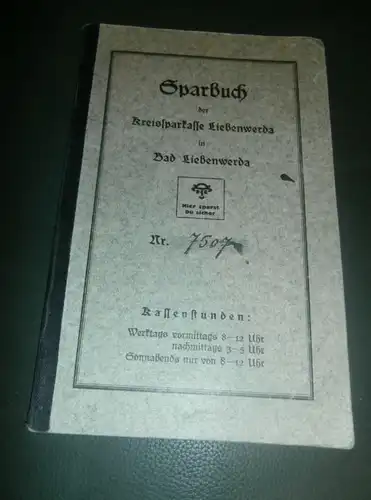 Sparbuch
der
Kreissparkasse Liebenwerda
in
Bad Liebenwerda
Hier sparst
Du sicher
Nr. 7507
Kassenstunden:
Werktags vormittags 8–12 Uhr
nachmittags 3–5 Uhr
Sonnabends nur von 8–12 Uhr